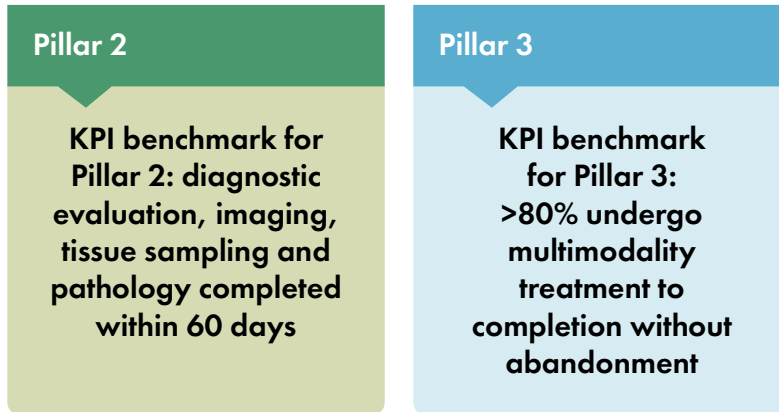 Pillar 2
KPI benchmark for
Pillar 2: diagnostic
evaluation, imaging,
tissue sampling and
pathology completed
within 60 days
Pillar 3
KPI benchmark
for Pillar 3:
>80% undergo
multimodality
treatment to
completion without
abandonment